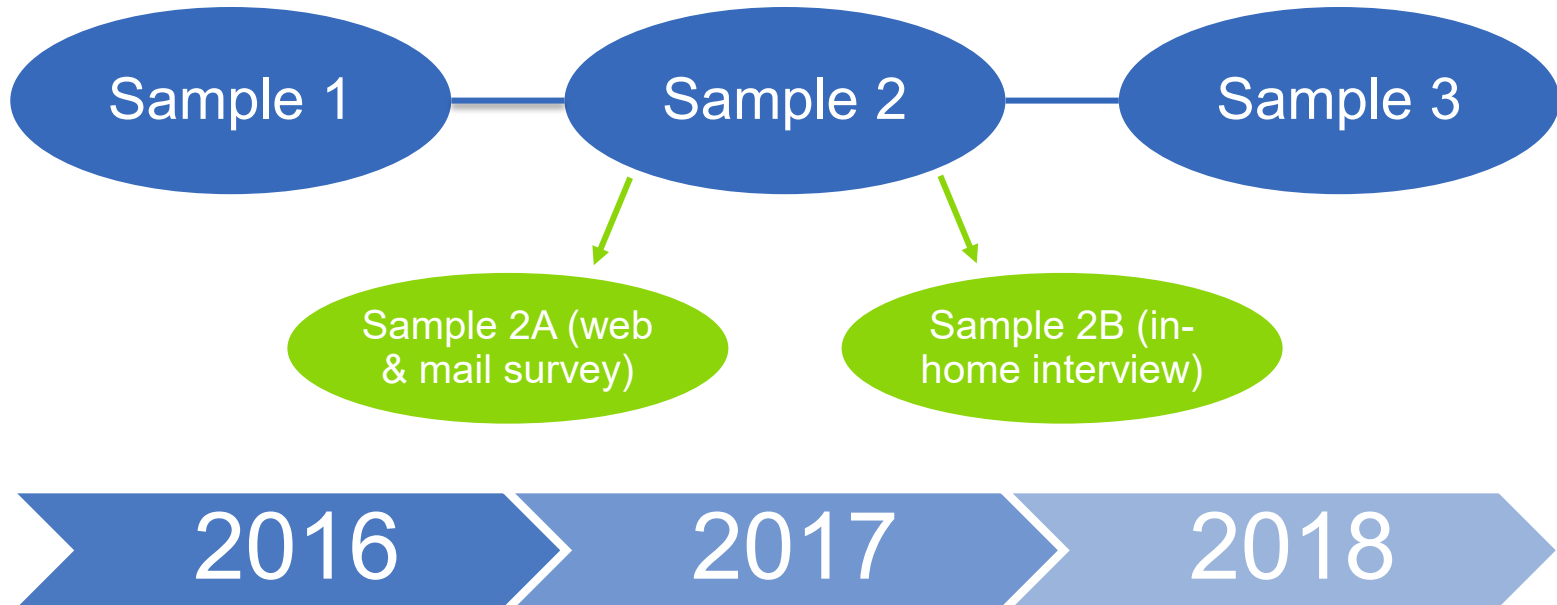 Sample 1
Sample 2
Sample 3
Sample 2A (web
& mail survey)
Sample 2B (in-
home interview)
2016
2017
2018